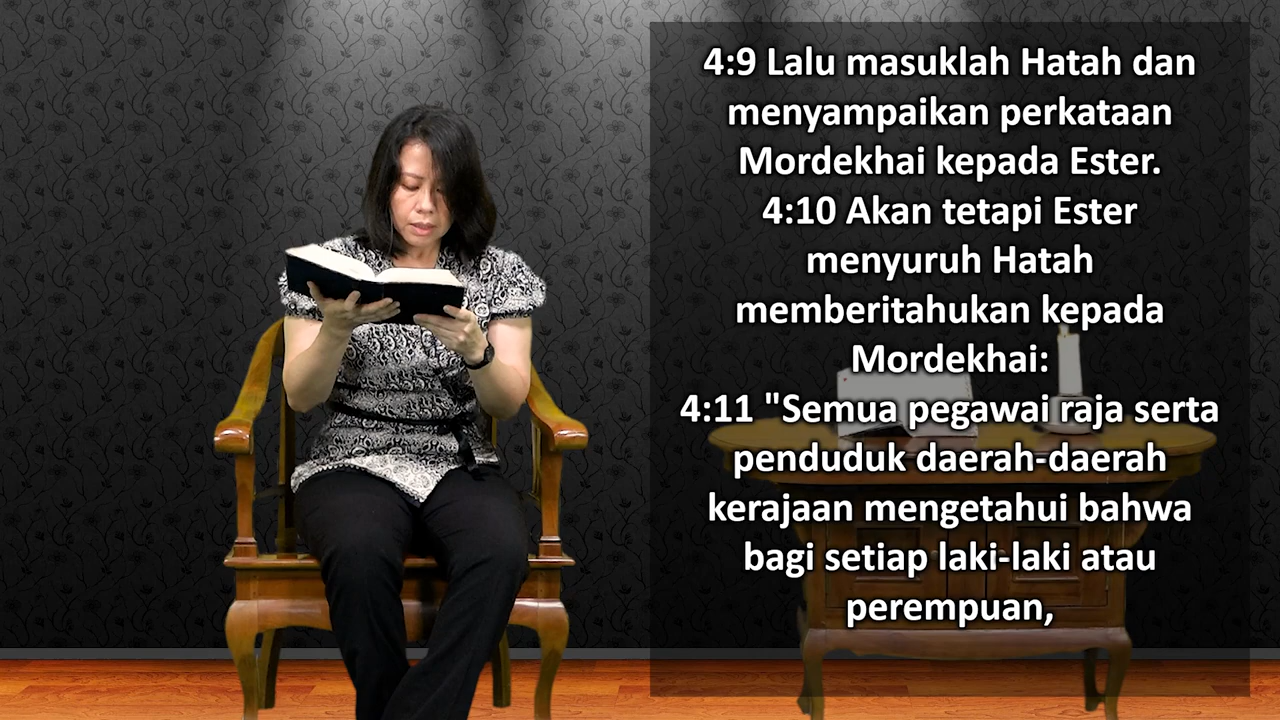 4:9 Lalu masuklah Hatah dan
menyampaikan perkataan
Mordekhai kepada Ester.
4:10 Akan tetapi Ester
menyuruh Hatah
memberitahukan kepada
Mordekhai:
4:11 "Semua pegawai raja serta
penduduk daerah-daerah
kerajaan mengetahui bahwa
bagi setiap laki-laki atau
perempuan,